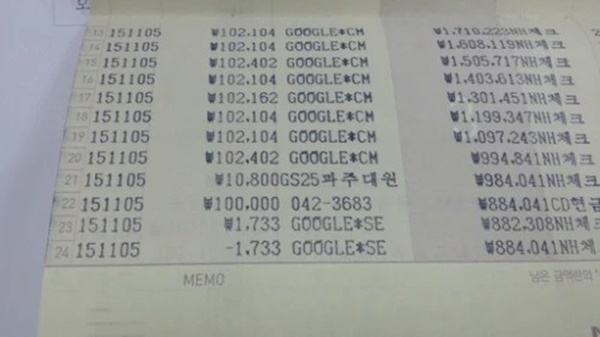 13 151105 ₩102.104 GOOGLE*CM ₩1.710.223NH체크
14 151105 ₩102.104 GOOGLE*CM ₩1.608.119NH체크
15 151105 ₩102.402 GOOGLE*CM ₩1.505.717NH체크
16 151105 ₩102.104 GOOGLE*CM ₩1.403.613NH체크
17 151105 ₩102.162 GOOGLE*CM ₩1.301.451NH체크
18 151105 ₩102.104 GOOGLE*CM ₩1.199.347NH체크
19 151105 ₩102.104 GOOGLE*CM ₩1.097.243NH체크
20 151105 ₩102.402 GOOGLE*CM ₩994.841NH체크
21 151105 ₩10.800GS25파주대원 ₩984.041NH체크
22 151105 ₩100.000 042-3683 ₩884.041CD현금
23 151105 ₩1.733 GOOGLE*SE ₩882.308NH체크
24 151105 -1.733 GOOGLE*SE ₩884.041NH체
MEMO 남은 금액란의